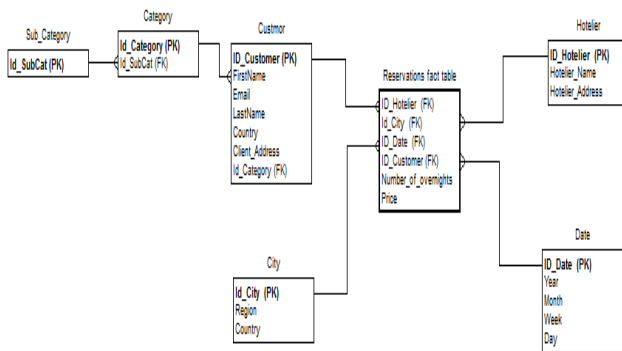 Sub_Category
Id_SubCat (PK)
Category
Id_Category (PK)
Id_SubCat (FK)
Custmor
ID_Customer (PK)
FirstName
Email
LastName
Country
Client_Address
Id_Category (FK)
Reservations fact table
ID_Hotelier (FK)
Id_City (FK)
ID_Date (FK)
ID_Customer (FK)
Number_of_overnights
Price
Hotelier
ID_Hotelier (PK)
Hotelier_Name
Hotelier_Address
City
Id_City (PK)
Region
Country
Date
ID_Date (PK)
Year
Month
Week
Day